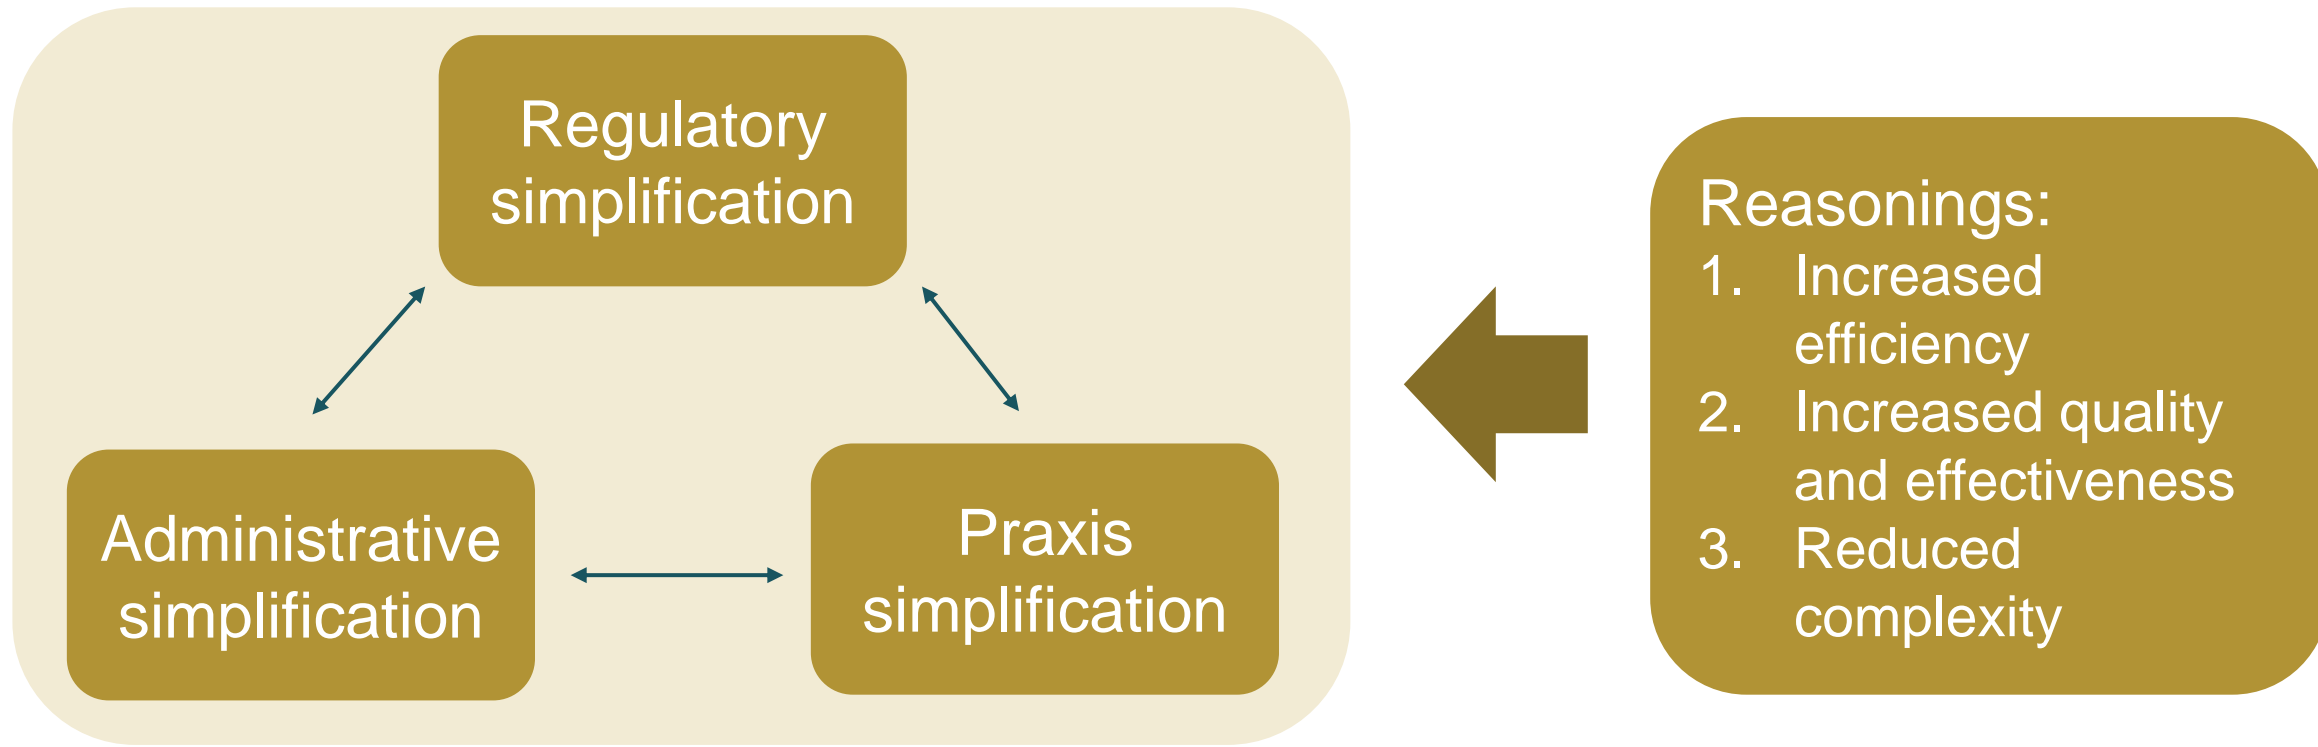 Regulatory
simplification
Administrative
simplification
Praxis
simplification
Reasonings:
1. Increased
efficiency
2. Increased quality
and effectiveness
3. Reduced
complexity